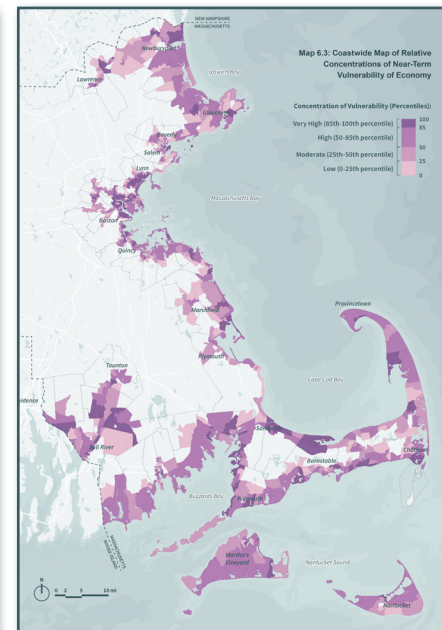 NEW HAMPSHIRE
MASSACHUSETTS
Newburyport
Map 6.3: Coastwide Map of Relative
Concentrations of Near-Term
Vulnerability of Economy
Lawrence
Ipswich Bay
Concentration of Vulnerability (Percentiles):
Very High (85th-100th percentile)
High (50-85th percentile)
Moderate (25th-50th percentile)
Low (0-25th percentile)
100
85
50
25
0
Gloucester
Beverly
Salem
Lynn
Massachusetts Bay
Boston
Quincy
Marshfield
Provincetown
Plymouth
Taunton
Cape Cod Bay
idence
Sandwich
Fall River
Barnstable
Chatham
Buzzards Bay
Falmouth
MASSACHUSETTS
RHODE ISLAND
Martha's
Vineyard
Nantucket Sound
N
0 2 5 10 mi
Nantucket